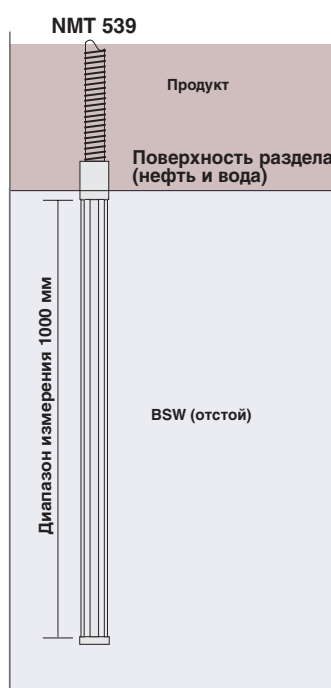 NMT 539
Продукт
Поверхность раздела
(нефть и вода)
Диапазон измерения 1000 мм
BSW (отстой)